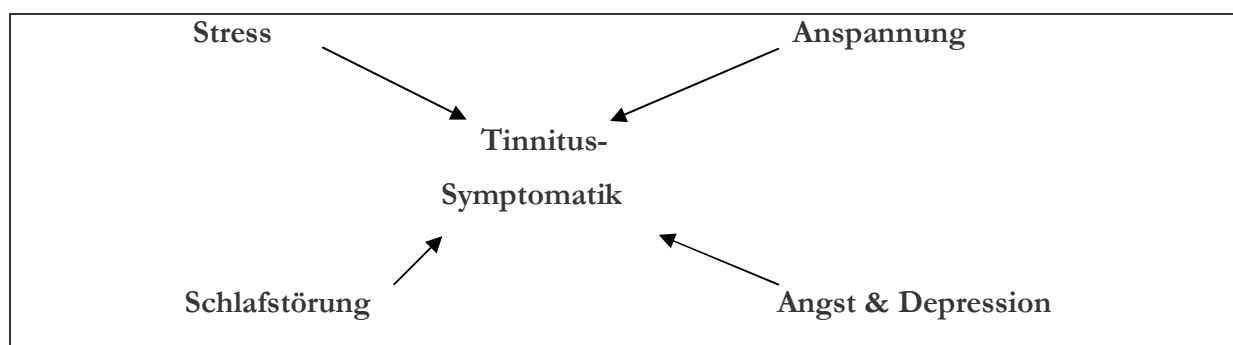 Stress
Anspannung
Tinnitus-
Symptomatik
Schlafstörung
Angst & Depression